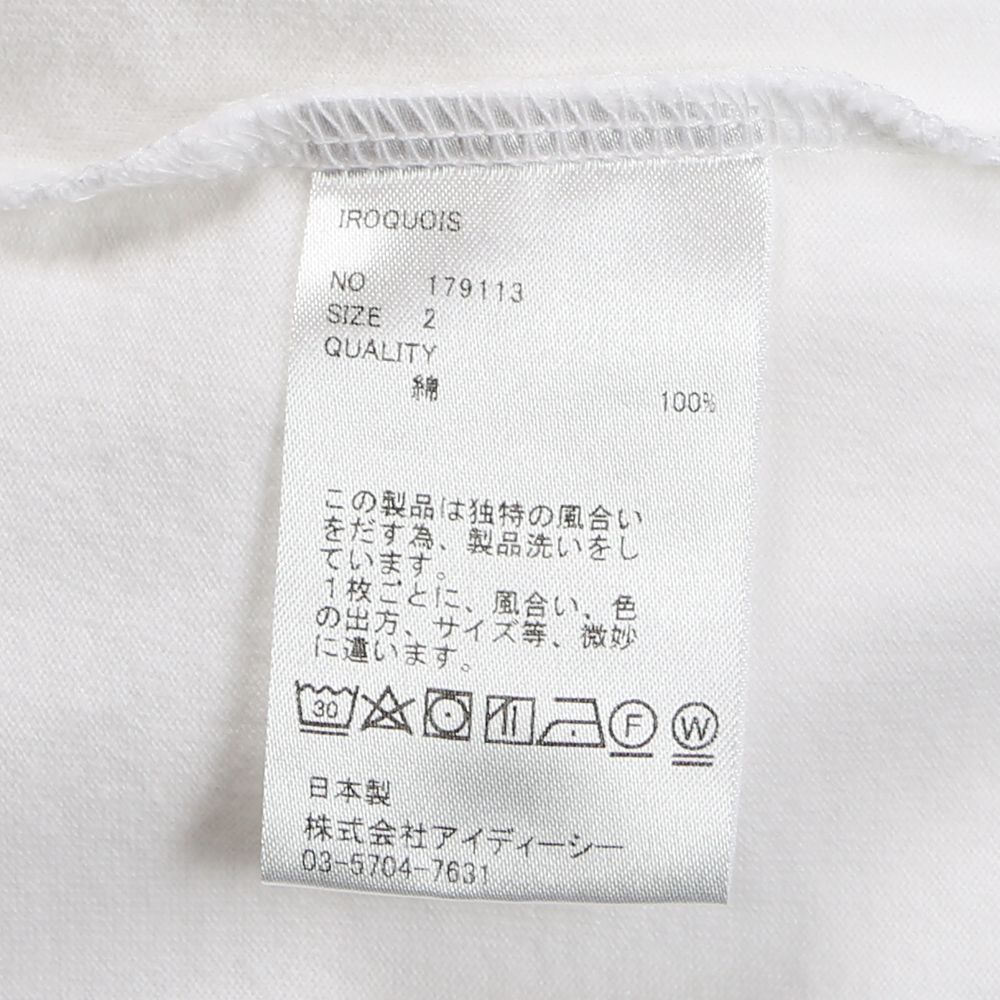 IROQUOIS
NO 179113
SIZE 2
QUALITY
綿 100%
この製品は独特の風合い
をだす為、製品洗いをし
ています。
1枚ごとに、風合い、色
の出方、サイズ等、微妙
に違います。
30 F W
日本製
株式会社アイディーシー
03-5704-7631